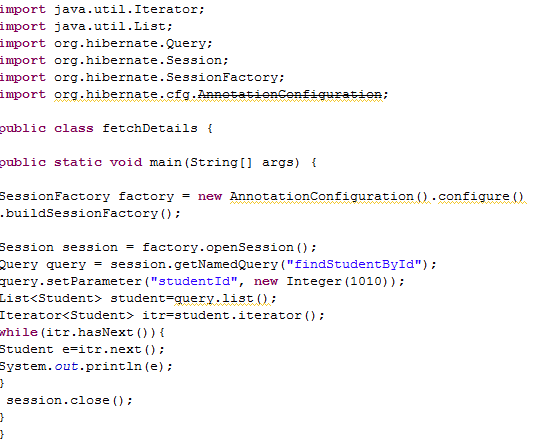 import java.util.Iterator;
import java.util.List;
import org.hibernate.Query;
import org.hibernate.Session;
import org.hibernate.SessionFactory;
import org.hibernate.cfg.AnnotationConfiguration;
public class fetchDetails {
public static void main(String[] args) {
SessionFactory factory = new AnnotationConfiguration().configure()
.buildSessionFactory();
Session session = factory.openSession();
Query query = session.getNamedQuery("findStudentById");
query.setParameter("studentId", new Integer(1010));
List<Student> student=query.list();
Iterator<Student> itr=student.iterator();
while(itr.hasNext()){
Student e=itr.next();
System.out.println(e);
}
session.close();
}
}